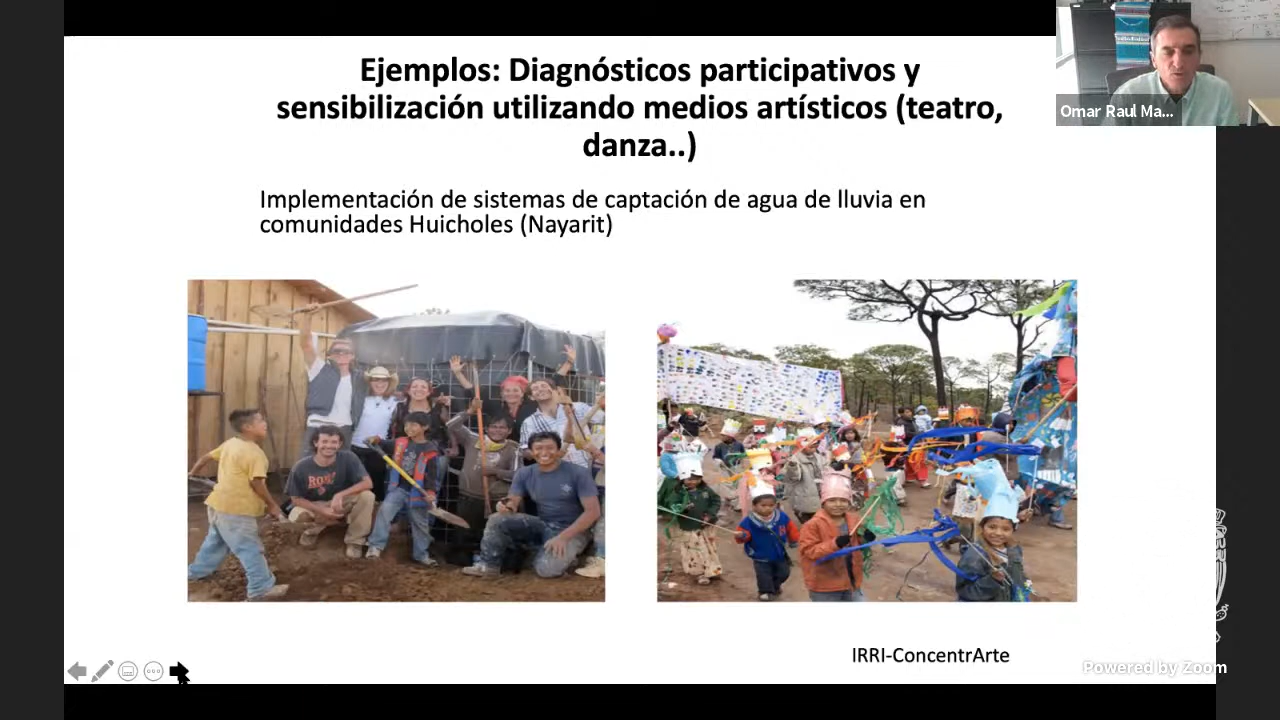 Ejemplos: Diagnósticos participativos y
sensibilización utilizando medios artísticos (teatro,
danza..)
Omar Raul Ma...
Implementación de sistemas de captación de agua de lluvia en
comunidades Huicholes (Nayarit)
IRRI-ConcentrArte
Powered by Zoom